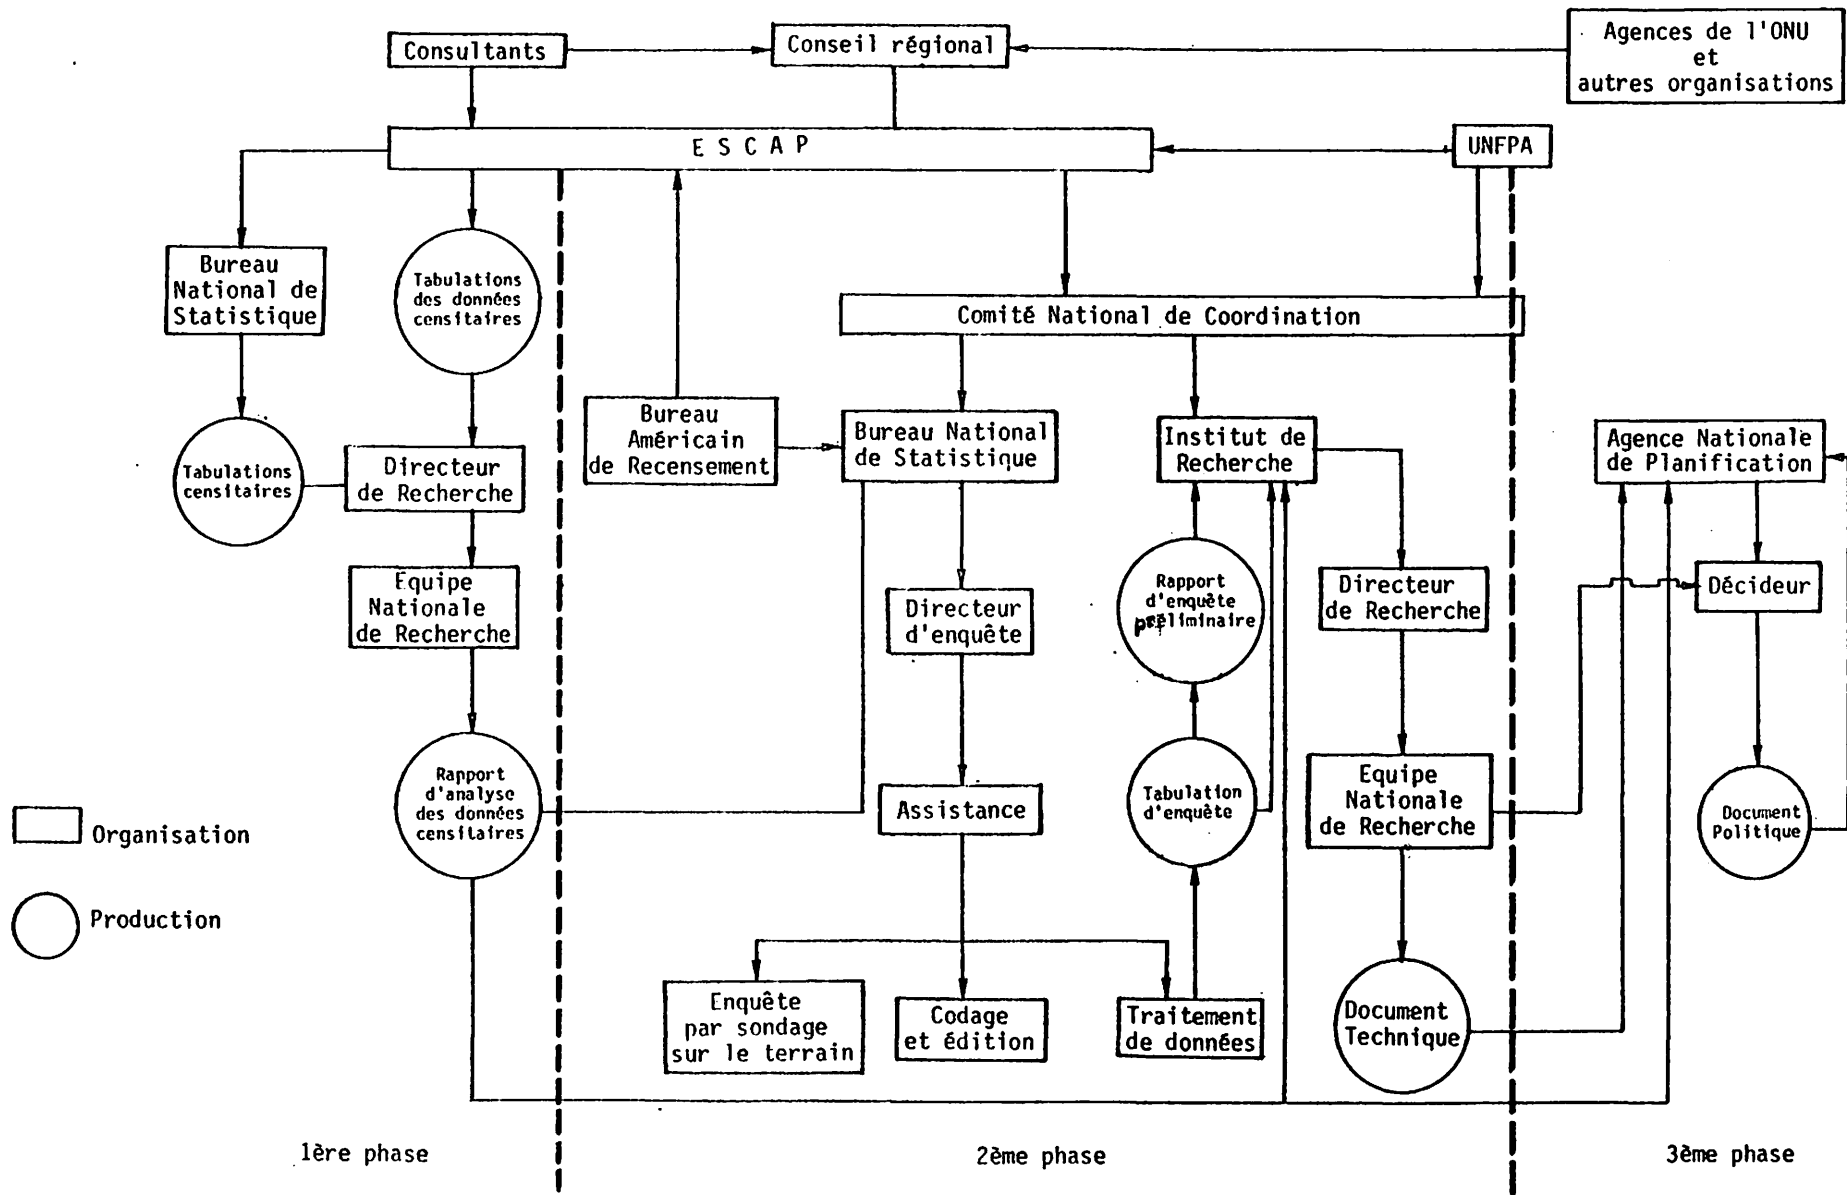 Consultants
Conseil régional
Agences de l'ONU
et
autres organisations
E S C A P
UNFPA
Bureau
National de
Statistique
Tabulations
des données
censitaires
Comité National de Coordination
Tabulations
censitaires
Directeur
de Recherche
Bureau
Américain
de Recensement
Bureau National
de Statistique
Institut de
Recherche
Agence Nationale
de Planification
Equipe
Nationale
de Recherche
Directeur
d'enquête
Rapport
d'enquête
préliminaire
Directeur
de Recherche
Décideur
Rapport
d'analyse
des données
censitaires
Assistance
Tabulation
d'enquête
Equipe
Nationale
de Recherche
Document
Politique
Organisation
Production
Enquête
par sondage
sur le terrain
Codage
et édition
Traitement
de données
Document
Technique
1ère phase
2ème phase
3ème phase